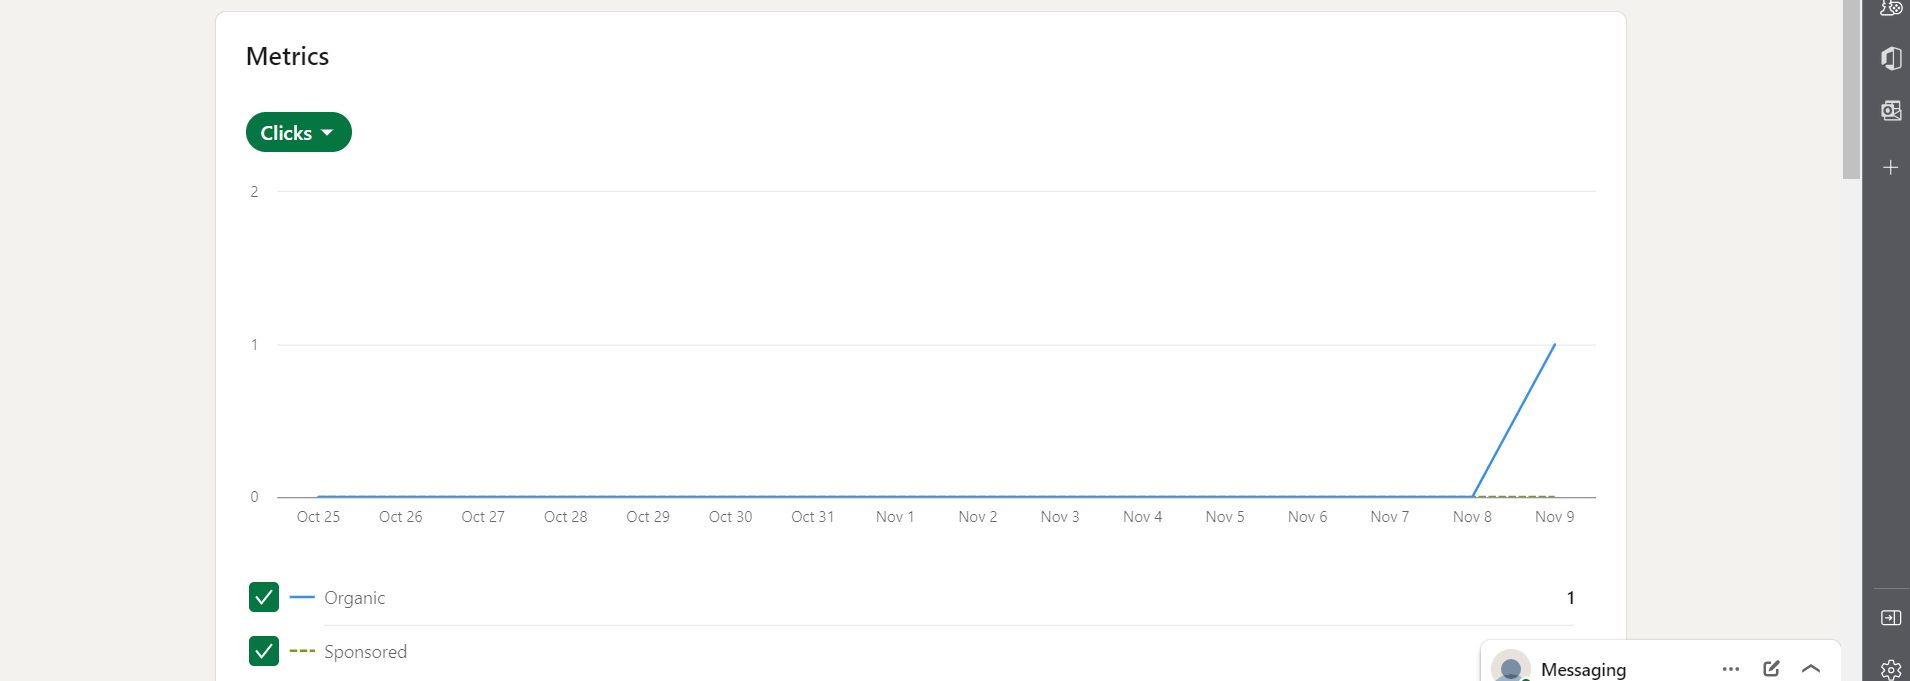 Metrics
Clicks
2
1
0
Oct 25 Oct 26 Oct 27 Oct 28 Oct 29 Oct 30 Oct 31 Nov 1 Nov 2 Nov 3 Nov 4 Nov 5 Nov 6 Nov 7 Nov 8 Nov 9
Organic 1
Sponsored
Messaging